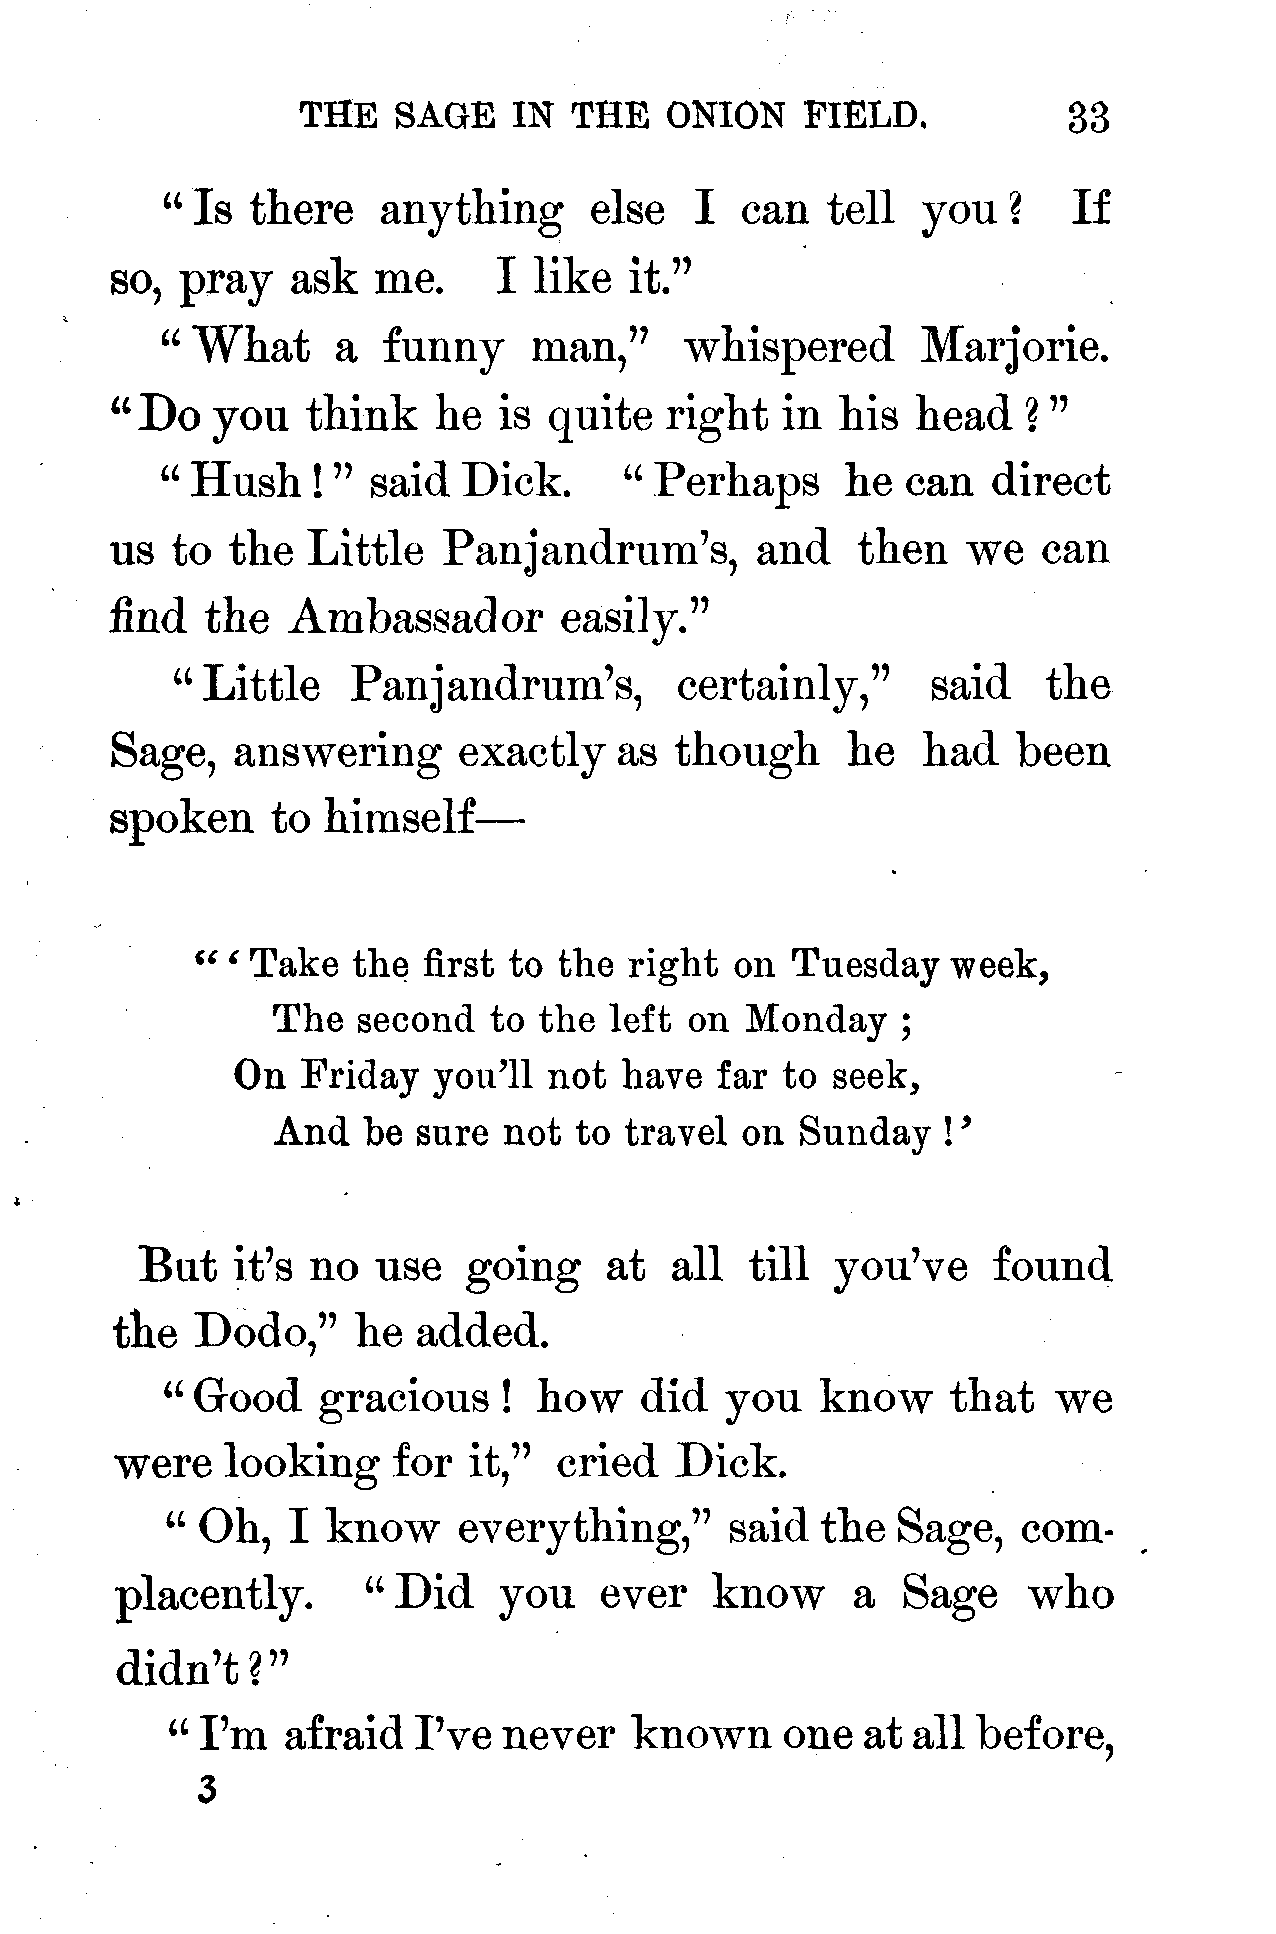 THE SAGE IN THE ONION FIELD. 33
“Is there anything else I can tell you? If
so, pray ask me. I like it.”
“What a funny man,” whispered Marjorie.
“Do you think he is quite right in his head?”
“Hush!” said Dick. “Perhaps he can direct
us to the Little Panjandrum’s, and then we can
find the Ambassador easily.”
“Little Panjandrum’s, certainly,” said the
Sage, answering exactly as though he had been
spoken to himself—
“‘Take the first to the right on Tuesday week,
The second to the left on Monday;
On Friday you’ll not have far to seek,
And be sure not to travel on Sunday!’
But it’s no use going at all till you’ve found
the Dodo,” he added.
“Good gracious! how did you know that we
were looking for it,” cried Dick.
“Oh, I know everything,” said the Sage, com-
placently. “Did you ever know a Sage who
didn’t?”
“I’m afraid I’ve never known one at all before,
3